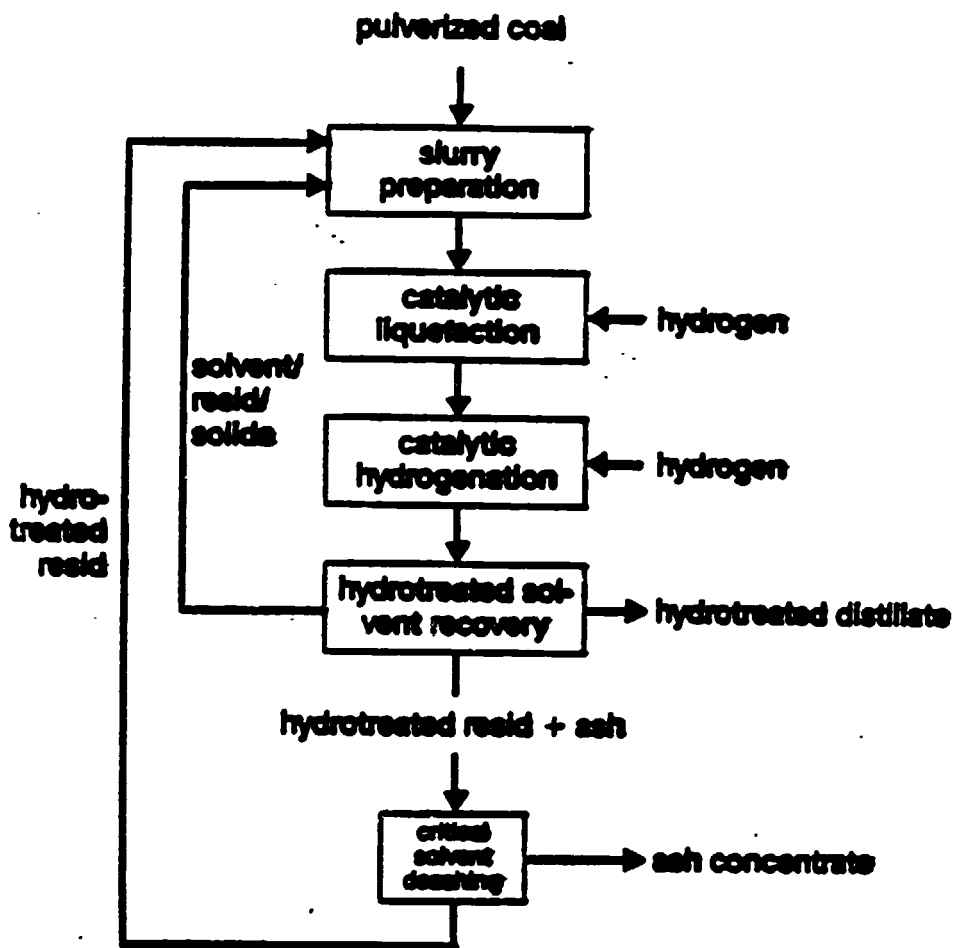 pulverized coal
slurry
preparation
catalytic
liquefaction
hydrogen
solvent/
resid/
solids
catalytic
hydrogenation
hydrogen
hydro-
treated
resid
hydrotreated sol-
vent recovery
hydrotreated distillate
hydrotreated resid + ash
critical
solvent
deashing
ash concentrate